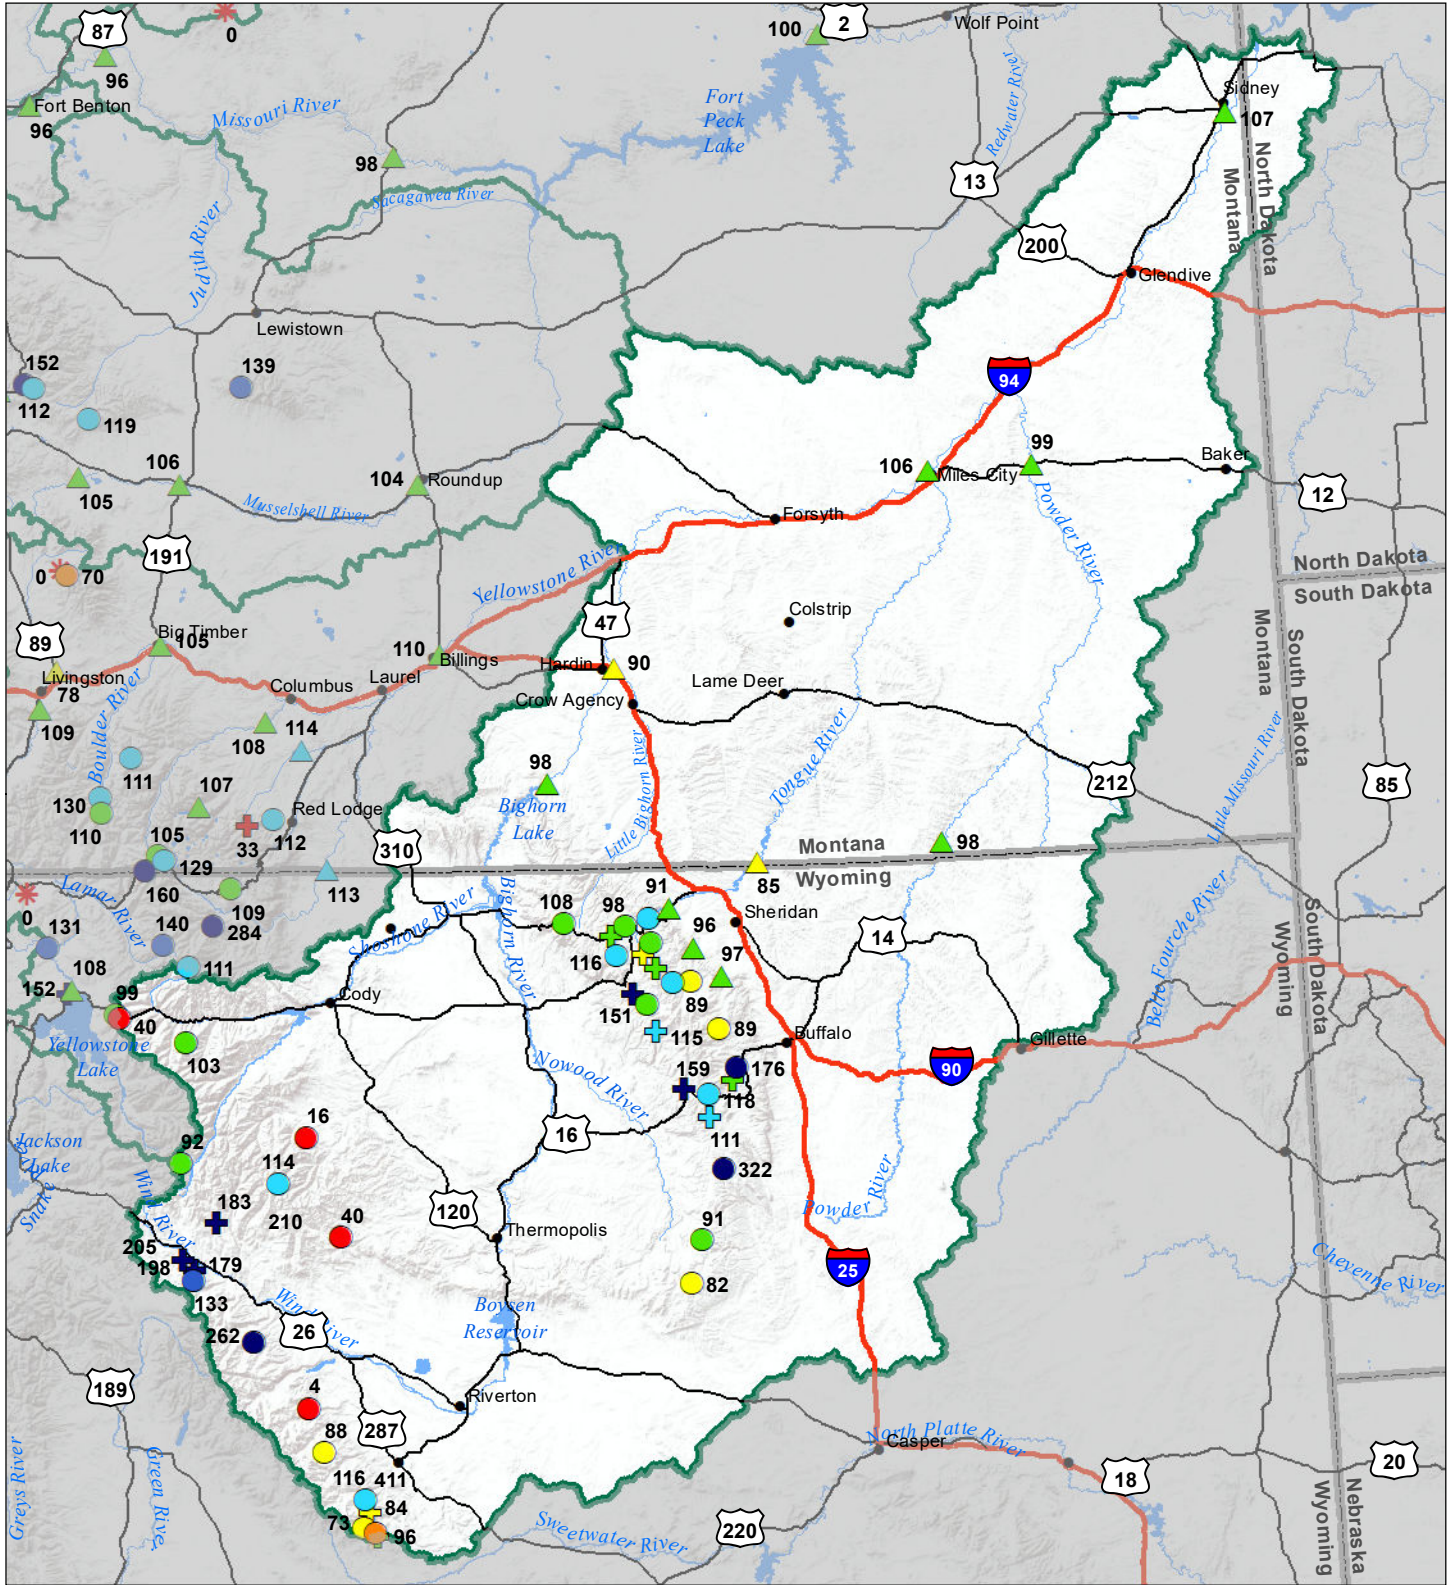 87
0
100
2
Wolf Point
96
Fort Benton
96
Missouri River
Fort
Peck
Lake
Redwater River
Sidney
107
98
13
Sacagawea River
North Dakota
Montana
Judith River
200
Glendive
Lewistown
152
139
94
112
119
106
105
104
Roundup
Musselshell River
106
Miles City
99
Baker
12
Forsyth
Powder River
191
0
70
Yellowstone River
North Dakota
South Dakota
89
Big Timber
105
47
Colstrip
Montana
South Dakota
110
Billings
Hardin
90
Livingston
78
Columbus
Laurel
Lame Deer
Crow Agency
109
Boulder River
108
114
111
98
Little Bighorn River
Tongue River
Little Missouri River
212
85
130
110
107
Red Lodge
Bighorn
Lake
105
33
112
129
310
Montana
98
160
113
85
Wyoming
0
Lamar River
109
284
Bighorn River
108
98
91
Sheridan
131
140
Shoshone River
96
14
South Dakota
Wyoming
111
116
97
Belle Fourche River
108
152
99
40
Cody
89
151
Yellowstone
Lake
103
115
89
Buffalo
Gillette
Nowood River
159
176
90
118
Jackson
Lake
92
16
16
111
Snake
Wind River
114
322
183
210
40
120
Thermopolis
91
Powder River
205
198
179
25
Cheyenne River
133
82
Wind River
Boysen
Reservoir
262
26
189
4
Riverton
88
287
North Platte River
Casper
Greys River
Green River
116
411
18
20
84
73
96
Sweetwater River
220
Nebraska
Wyoming